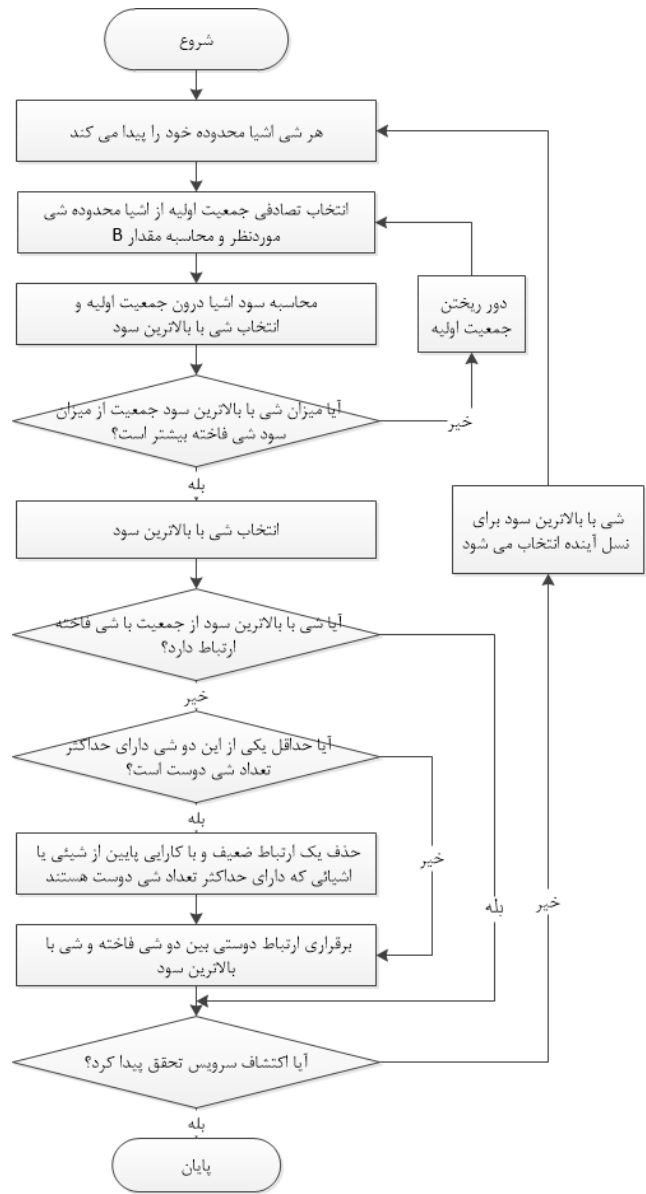 شروع
هر شی اشیا محدوده خود را پیدا می کند
انتخاب تصادفی جمعیت اولیه از اشیا محدوده شی
موردنظر و محاسبه مقدار B
دور ریختن
جمعیت اولیه
محاسبه سود اشیا درون جمعیت اولیه و
انتخاب شی با بالاترین سود
آیا میزان شی با بالاترین سود جمعیت از میزان
سود شی فاخته بیشتر است؟
خیر
بله
انتخاب شی با بالاترین سود
شی با بالاترین سود برای
نسل آینده انتخاب می شود
آیا شی با بالاترین سود از جمعیت با شی فاخته
ارتباط دارد؟
خیر
آیا حداقل یکی از این دو شی دارای حداکثر
تعداد شی دوست است؟
بله
حذف یک ارتباط ضعیف و با کارایی پایین از شیئی یا
اشیائی که دارای حداکثر تعداد شی دوست هستند
خیر
بله
خیر
برقراری ارتباط دوستی بین دو شی فاخته و شی با
بالاترین سود
آیا اکتشاف سرویس تحقق پیدا کرد؟
بله
پایان